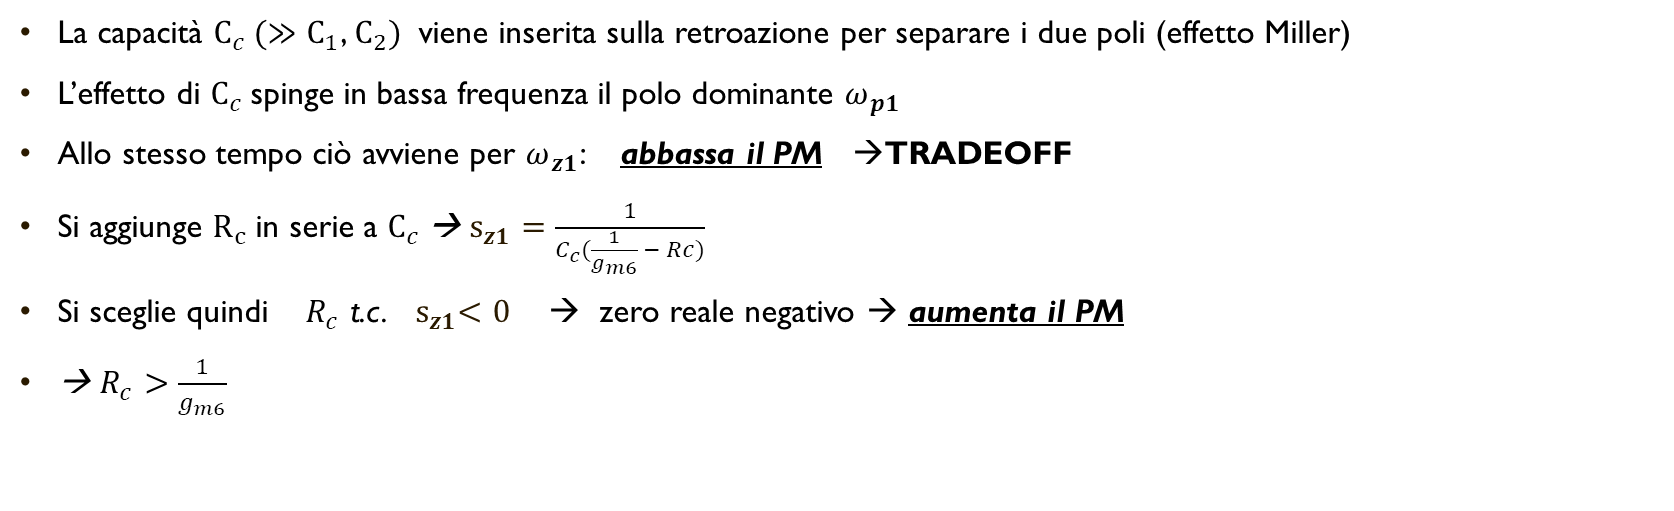 • La capacità C_c (≫ C_1, C_2) viene inserita sulla retroazione per separare i due poli (effetto Miller)
• L’effetto di C_c spinge in bassa frequenza il polo dominante ω_p1
• Allo stesso tempo ciò avviene per ω_z1: abbassa il PM →TRADEOFF
• Si aggiunge R_c in serie a C_c → s_z1 = 1/(C_c(1/g_m6 − Rc))
• Si sceglie quindi R_c t.c. s_z1< 0 → zero reale negativo → aumenta il PM
• → R_c > 1/g_m6